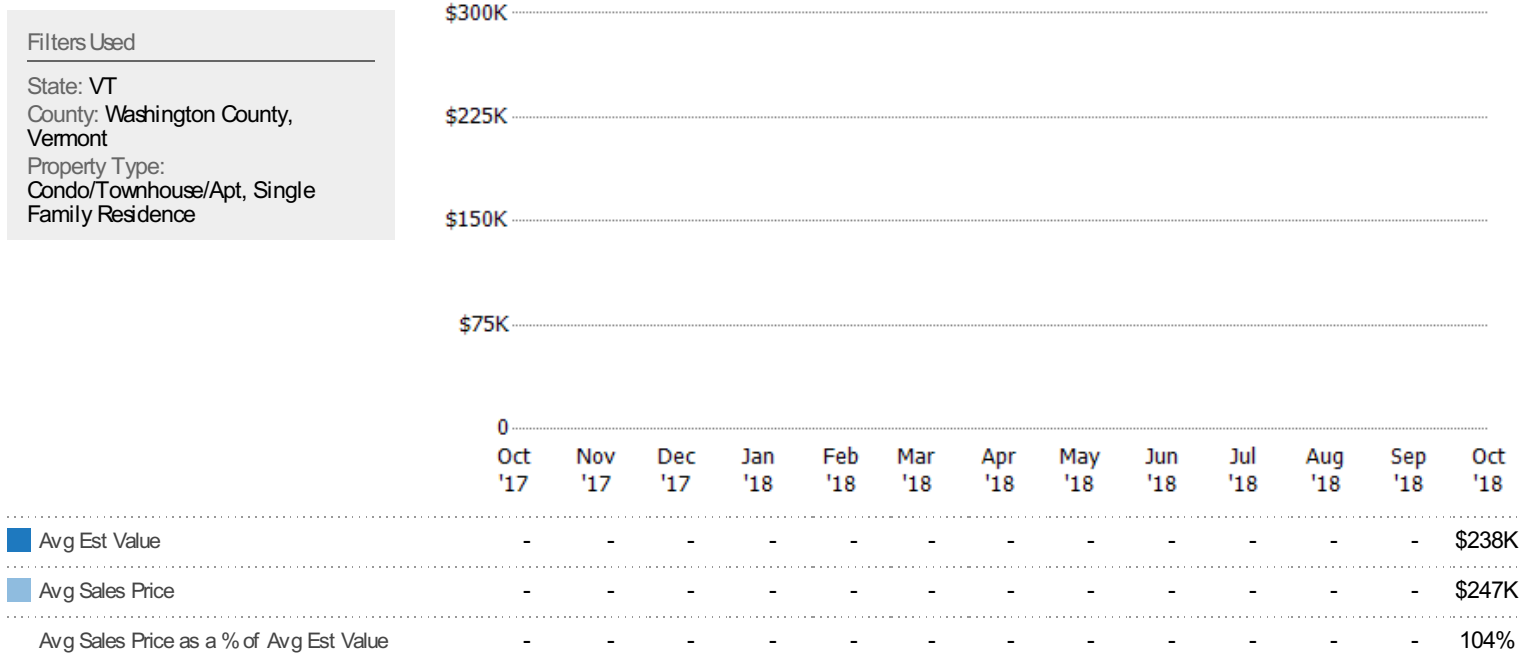 Filters Used
State: VT
County: Washington County,
Vermont
Property Type:
Condo/Townhouse/Apt, Single
Family Residence
$300K
$225K
$150K
$75K
0
Oct Nov Dec Jan Feb Mar Apr May Jun Jul Aug Sep Oct
'17 '17 '17 '18 '18 '18 '18 '18 '18 '18 '18 '18 '18
Avg Est Value - - - - - - - - - - - - $238K
Avg Sales Price - - - - - - - - - - - - $247K
Avg Sales Price as a % of Avg Est Value - - - - - - - - - - - - 104%